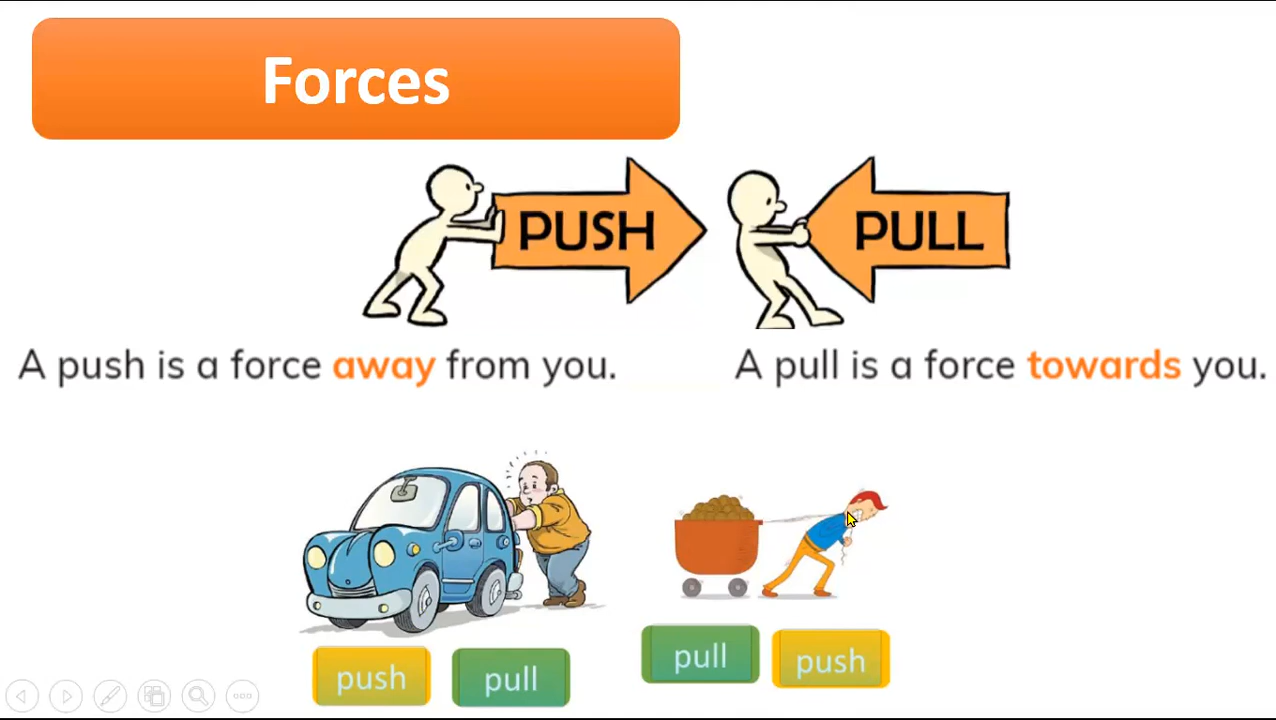 Forces
PUSH
PULL
A push is a force away from you.
A pull is a force towards you.
push
pull
pull
push